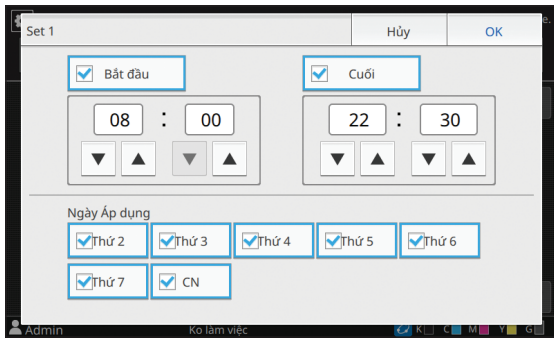 Set 1 Hủy OK
e.
Bắt đầu Cuối
08 : 00 22 : 30
Ngày Áp dụng
Thứ 2 Thứ 3 Thứ 4 Thứ 5 Thứ 6
Thứ 7 CN
Admin Ko làm việc K C M Y G